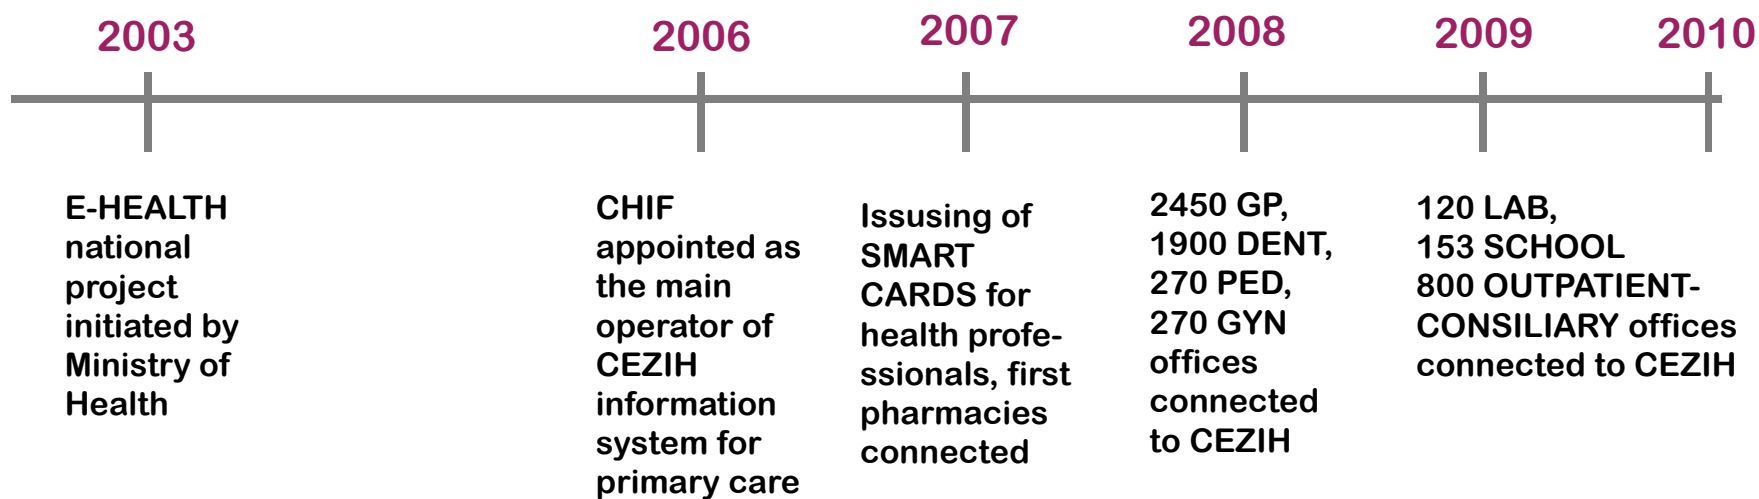 2003
2006
2007
2008
2009
2010
E-HEALTH
national
project
initiated by
Ministry of
Health
CHIF
appointed as
the main
operator of
CEZIH
information
system for
primary care
Issusing of
SMART
CARDS for
health profe-
ssionals, first
pharmacies
connected
2450 GP,
1900 DENT,
270 PED,
270 GYN
offices
connected
to CEZIH
120 LAB,
153 SCHOOL
800 OUTPATIENT-
CONSILIARY offices
connected to CEZIH